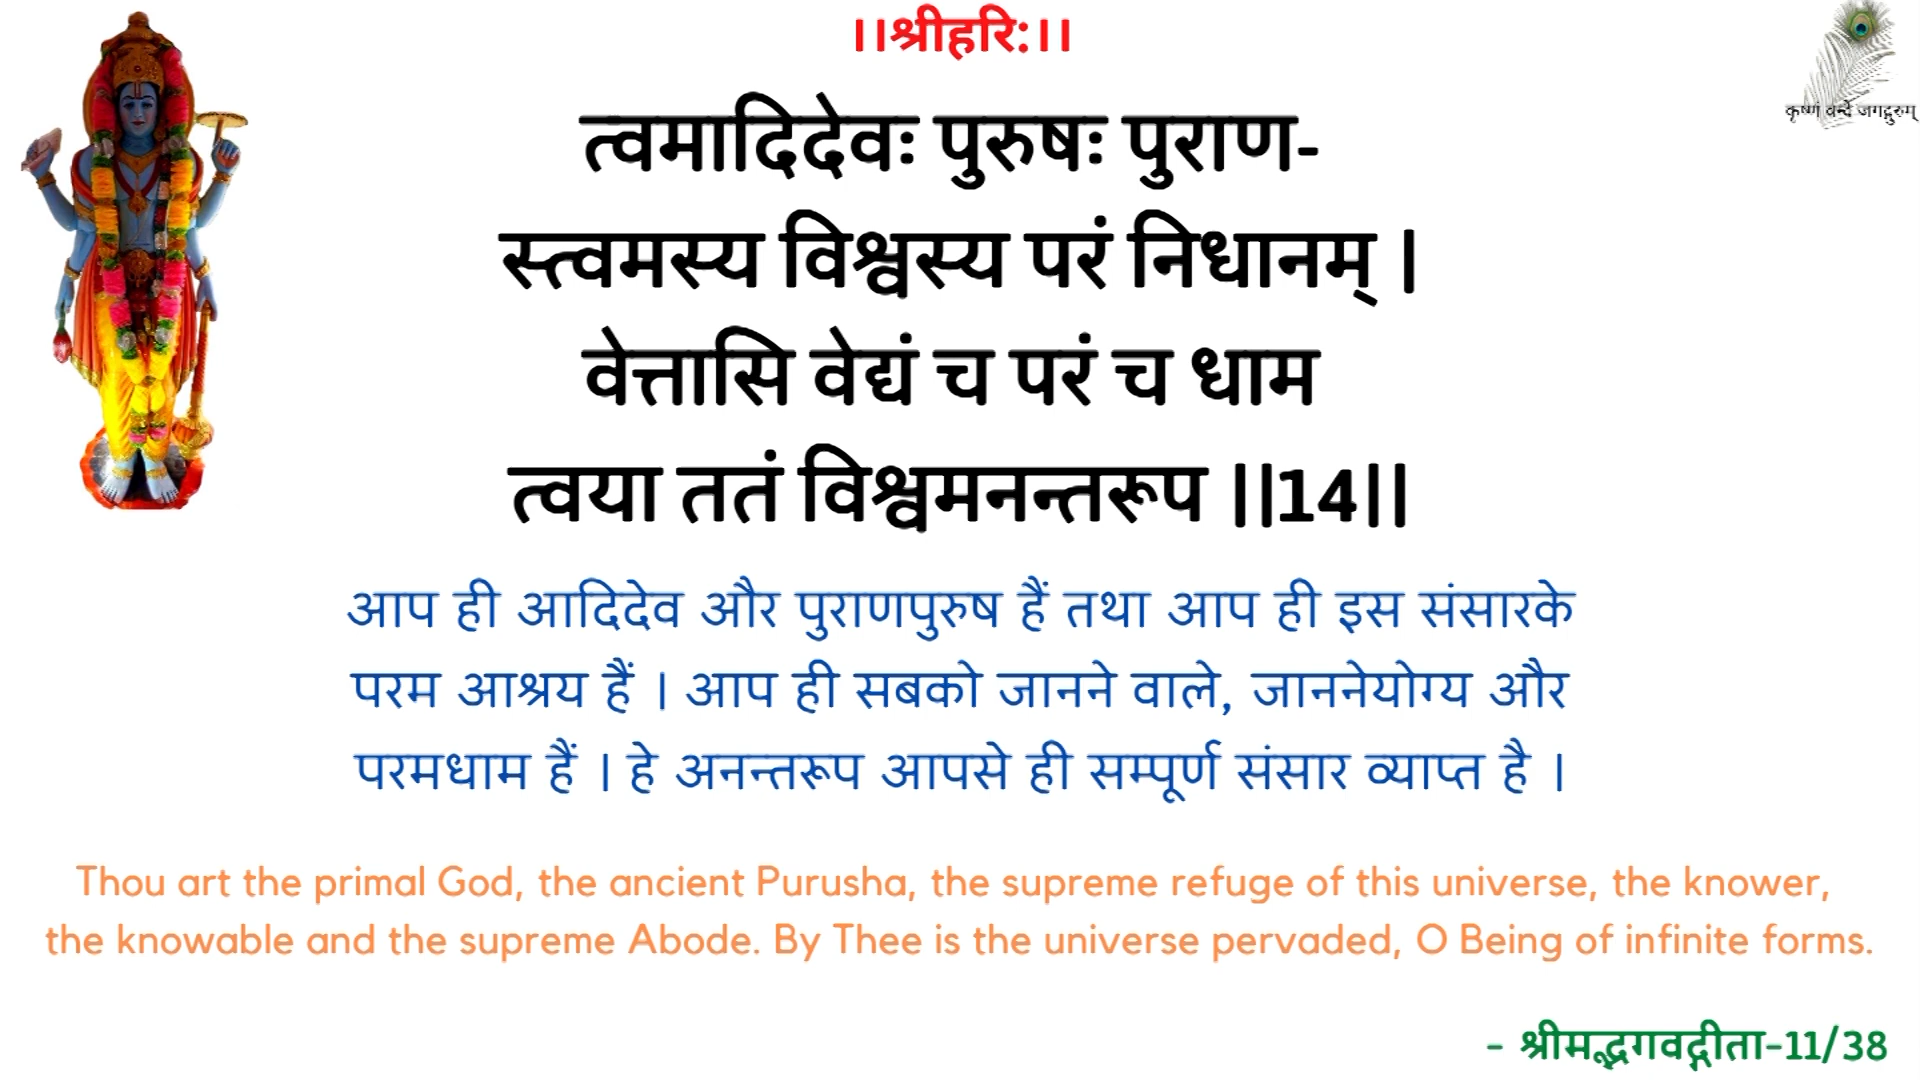 ।।श्रीहरि:।।
कृष्णं वन्दे जगद्गुरुम्
त्वमादिदेवः पुरुषः पुराण-
स्त्वमस्य विश्वस्य परं निधानम् |
वेत्तासि वेद्यं च परं च धाम
त्वया ततं विश्वमनन्तरूप ||14||
आप ही आदिदेव और पुराणपुरुष हैं तथा आप ही इस संसारके
परम आश्रय हैं । आप ही सबको जानने वाले, जाननेयोग्य और
परमधाम हैं । हे अनन्तरूप आपसे ही सम्पूर्ण संसार व्याप्त है ।
Thou art the primal God, the ancient Purusha, the supreme refuge of this universe, the knower,
the knowable and the supreme Abode. By Thee is the universe pervaded, O Being of infinite forms.
- श्रीमद्भगवद्गीता-11/38